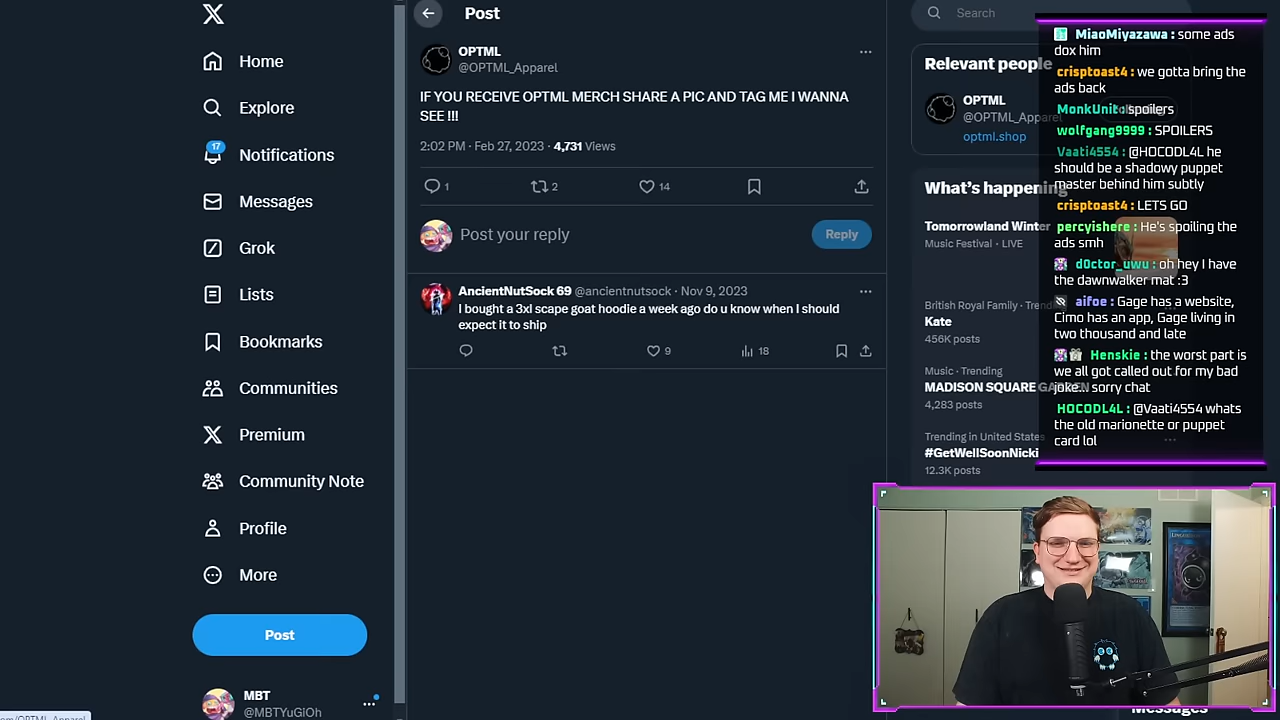 Home
Explore
17
Notifications
Messages
Grok
Lists
Bookmarks
Communities
Premium
Community Note
Profile
More
Post
MBT
@MBTYuGiOh
Post
OPTML
@OPTML_Apparel
IF YOU RECEIVE OPTML MERCH SHARE A PIC AND TAG ME I WANNA
SEE !!!
2:02 PM · Feb 27, 2023 · 4,731 Views
1
2
14
Post your reply
Reply
AncientNutSock 69 @ancientnutsock · Nov 9, 2023
I bought a 3xl scape goat hoodie a week ago do u know when I should
expect it to ship
9
18
Search
Relevant people
OPTML
@OPTML_Apparel
optml.shop
What's happening
Tomorrowland Winter
Music Festival · LIVE
British Royal Family · Trend
Kate
456K posts
Music · Trending
MADISON SQUARE GARDEN
4,283 posts
Trending in United States
#GetWellSoonNicki
12.3K posts
Messages
MiaoMiyazawa : some ads
dox him
crisptoast4 : we gotta bring the
ads back
MonkUnit : spoilers
wolfgang9999 : SPOILERS
Vaati4554 : @HOCODL4L he
should be a shadowy puppet
master behind him subtly
crisptoast4 : LETS GO
percyishere : He's spoiling the
ads smh
d0ctor_uwu : oh hey I have
the dawnwalker mat :3
aifoe : Gage has a website,
Cimo has an app, Gage living in
two thousand and late
Henskie : the worst part is
we all got called out for my bad
joke... sorry chat
HOCODL4L : @Vaati4554 whats
the old marionette or puppet
card lol